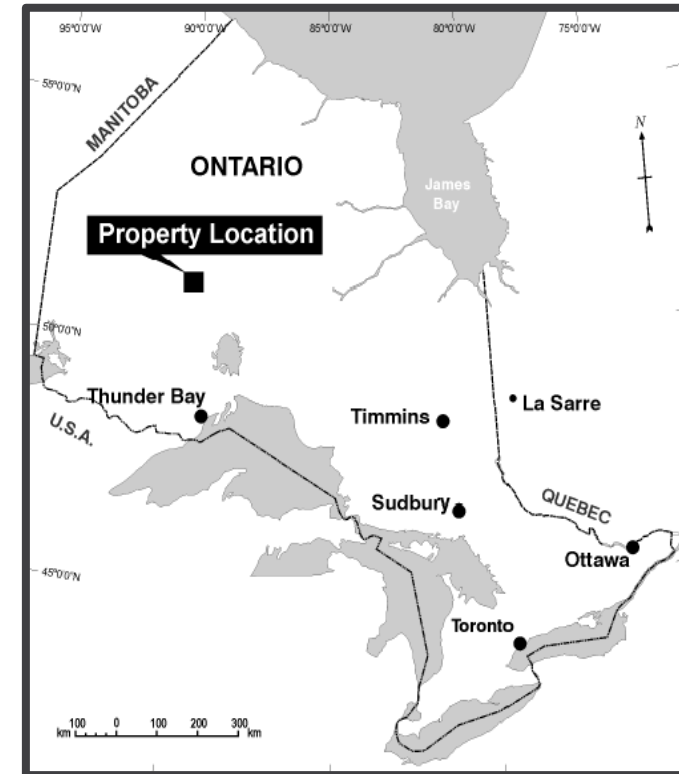 95°0'0"W 90°0'0"W 85°0'0"W 80°0'0"W 75°0'0"W
55°0'0"N
MANITOBA
N
ONTARIO
James
Bay
Property Location
50°70"N
Thunder Bay
La Sarre
Timmins
U.S.A.
Sudbury
QUEBEC
Ottawa
45°0'0"N
Toronto
100 0 100 200 300
km km